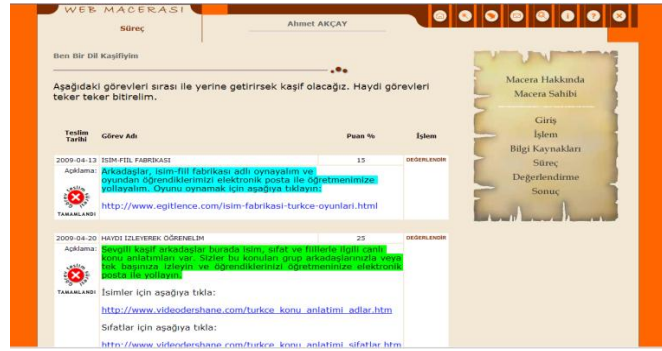 WEB MACERASI
Süreç
Ahmet AKÇAY
Ben Bir Dil Kaşifiyim
Aşağıdaki görevleri sırası ile yerine getirirsek kaşif olacağız. Haydi görevleri
teker teker bitirelim.
Teslim Tarihi Görev Adı Puan % İşlem
2009-04-13 İSİM-FİİL FABRİKASI 15 DEĞERLENDİR
Açıklama: Arkadaşlar, isim-fiil fabrikası adlı oynayalım ve
oyundan öğrendiklerimizi elektronik posta ile öğretmenimize
yollayalım. Oyunu oynamak için aşağıya tıklayın:
TAMAMLANDI
http://www.egitlence.com/isim-fabrikasi-turkce-oyunlari.html
2009-04-20 HAYDİ İZLEYEREK ÖĞRENELİM 25 DEĞERLENDİR
Açıklama: Sevgili kaşif arkadaşlar burada isim, sıfat ve fiillerle ilgili canlı
konu anlatımları var. Sizler bu konuları grup arkadaşlarınızla veya
tek başınıza izleyin ve öğrendiklerinizi öğretmeninize elektronik
posta ile yollayın.
TAMAMLANDI
İsimler için aşağıya tıkla:
http://www.videodershane.com/turkce_konu_anlatimi_adlar.htm
Sıfatlar için aşağıya tıkla:
http://www.videodershane.com/turkce_konu_anlatimi_sifatlar.htm
Macera Hakkında
Macera Sahibi
Giriş
İşlem
Bilgi Kaynakları
Süreç
Değerlendirme
Sonuç